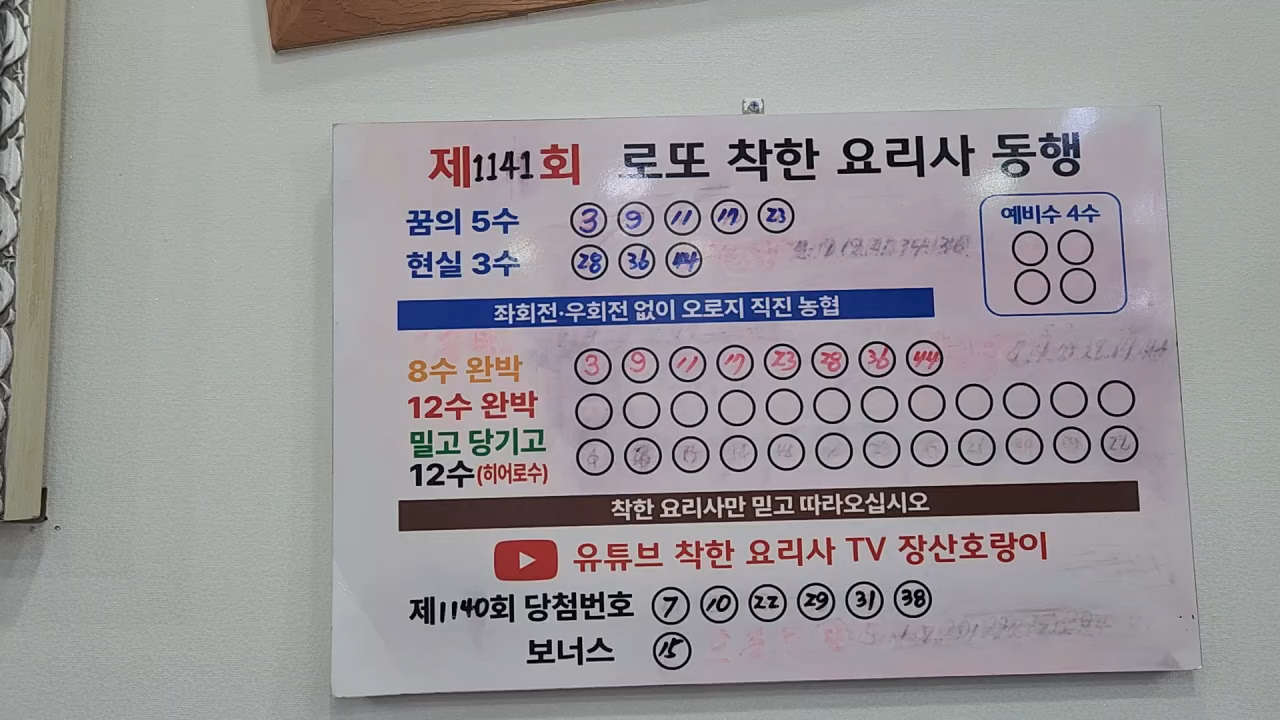 제1141회 로또 착한 요리사 동행
꿈의 5수 3 9 11 17 23
예비수 4수
현실 3수 28 36 44
좌회전·우회전 없이 오로지 직진 농협
8수 완박 3 9 11 17 23 28 36 44
12수 완박
밀고 당기고
12수(히어로수)
착한 요리사만 믿고 따라오십시오
유튜브 착한 요리사 TV 장산호랑이
제1140회 당첨번호 7 10 22 29 31 38
보너스 15